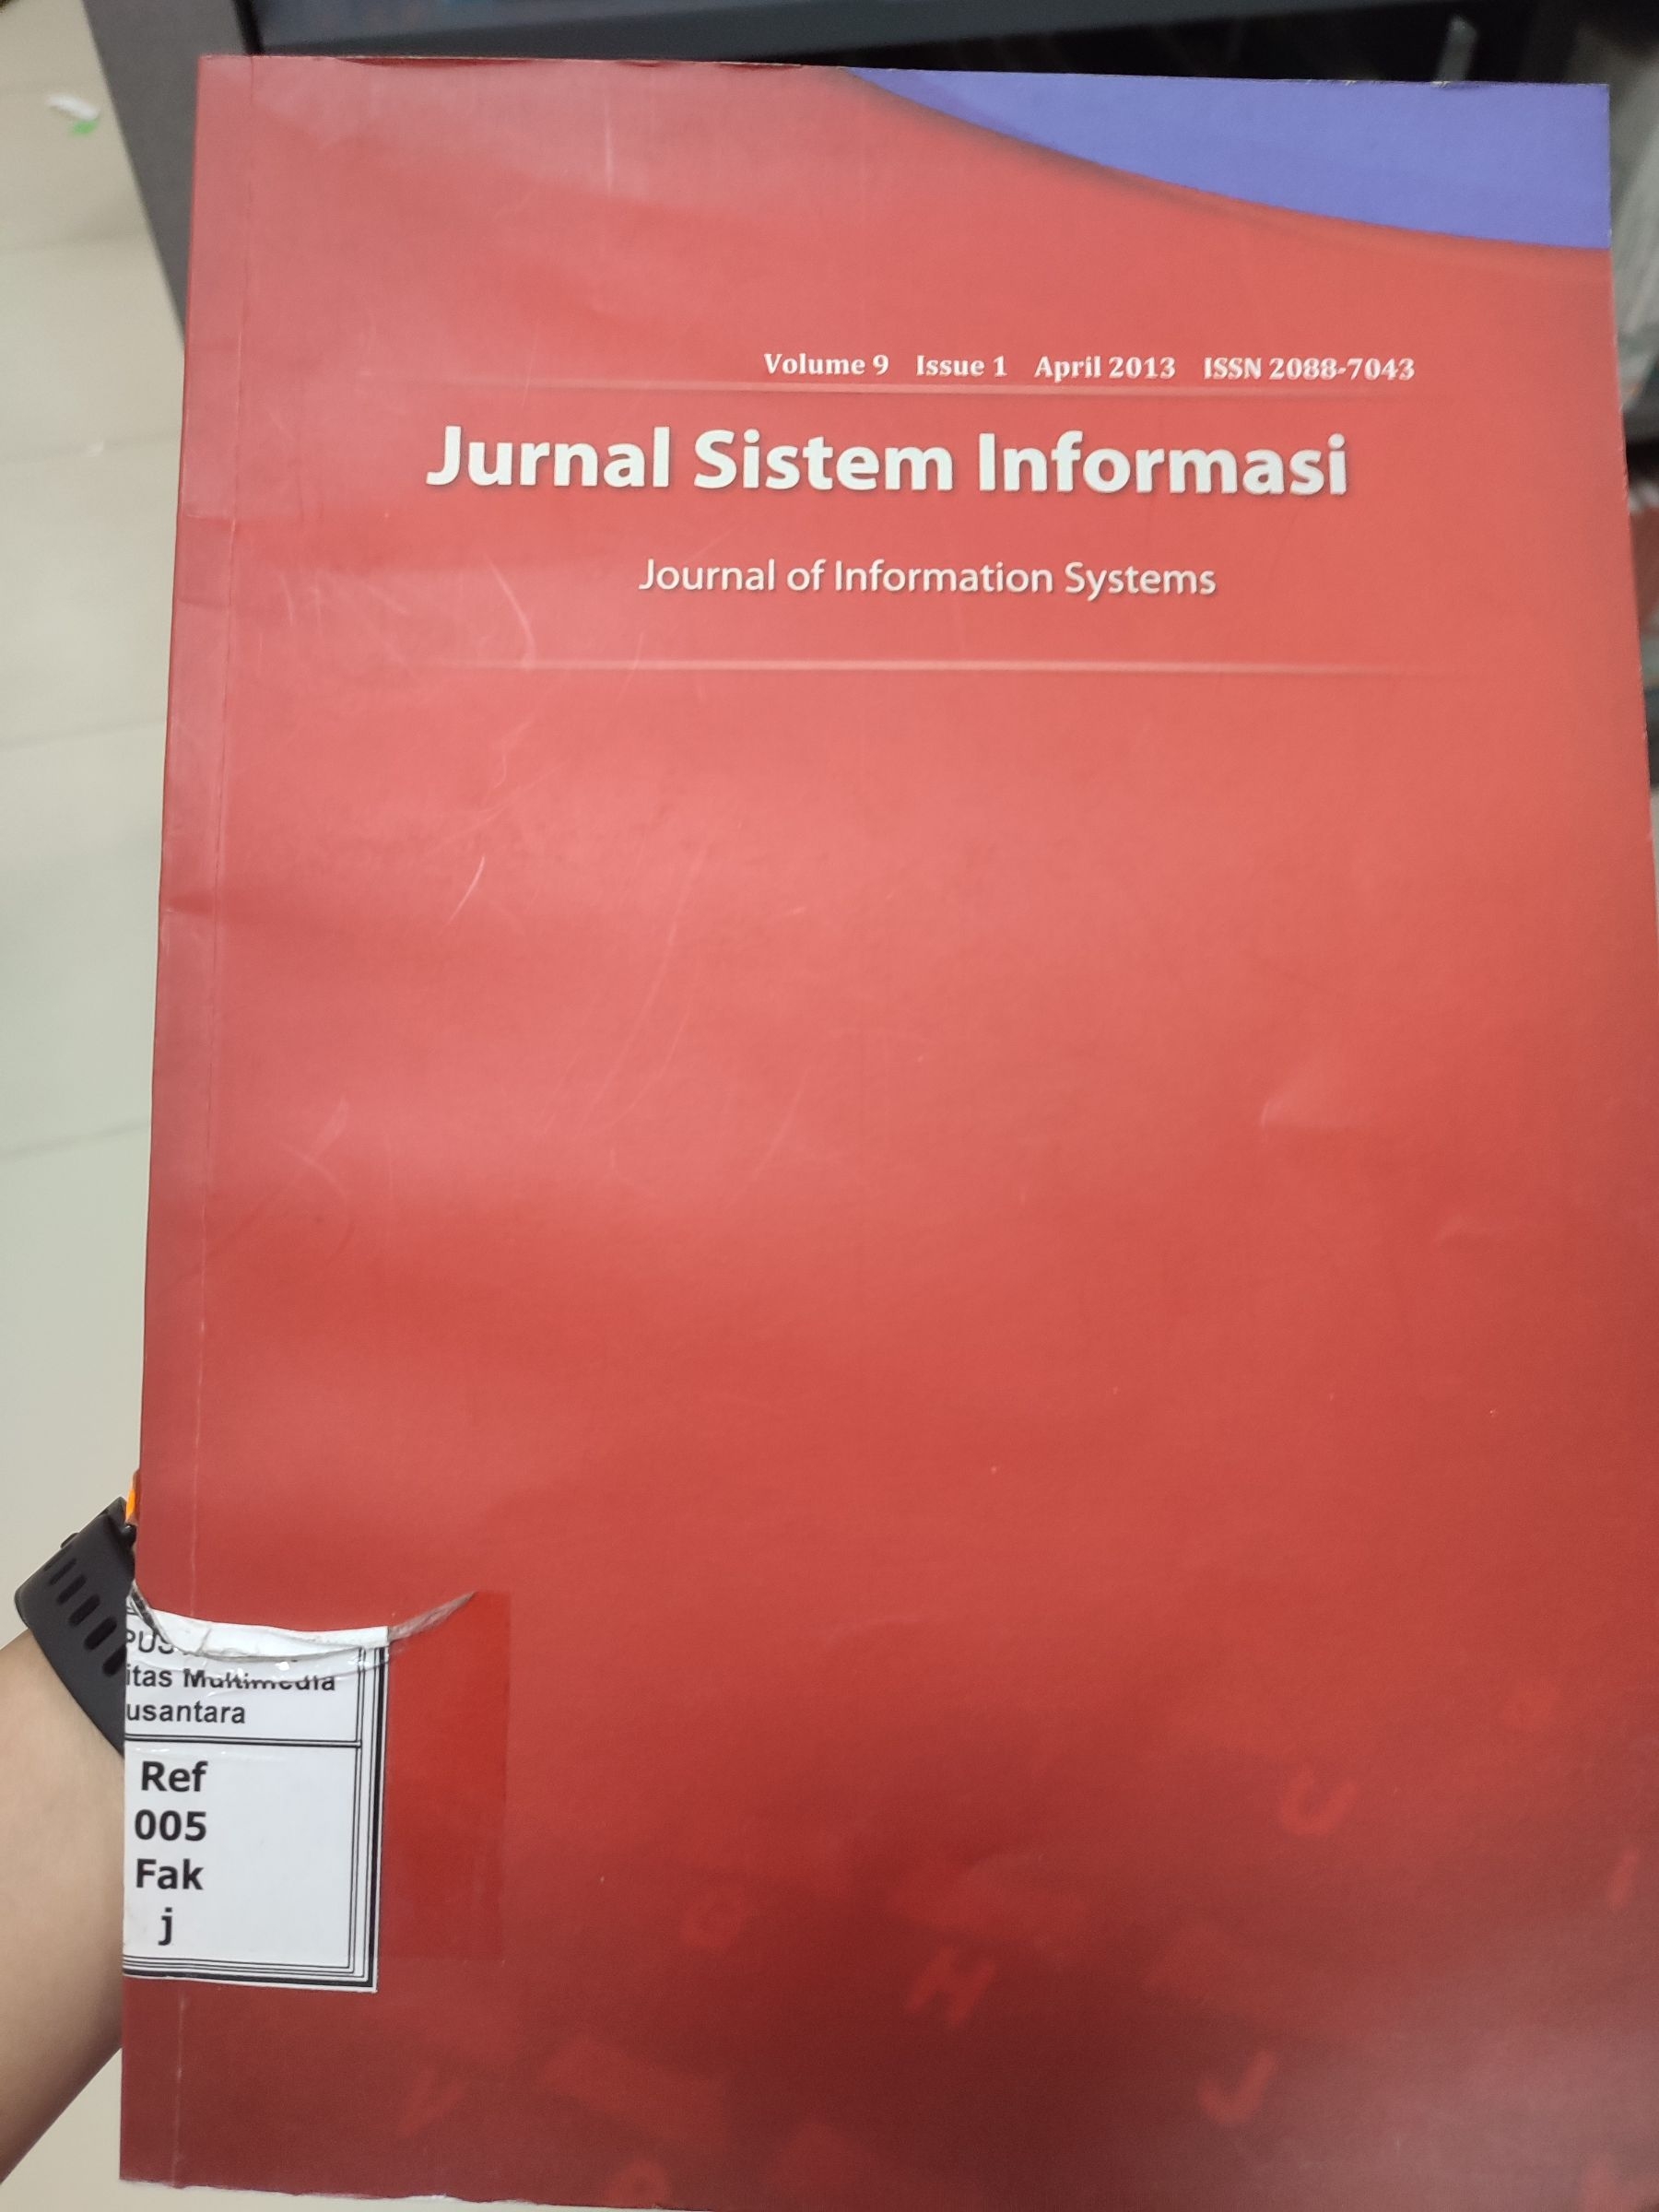 Volume 9 Issue 1 April 2013 ISSN 2088-7043
Jurnal Sistem Informasi
Journal of Information Systems
PUS
itas Multimedia
usantara
Ref
005
Fak
j
U
H
J
V